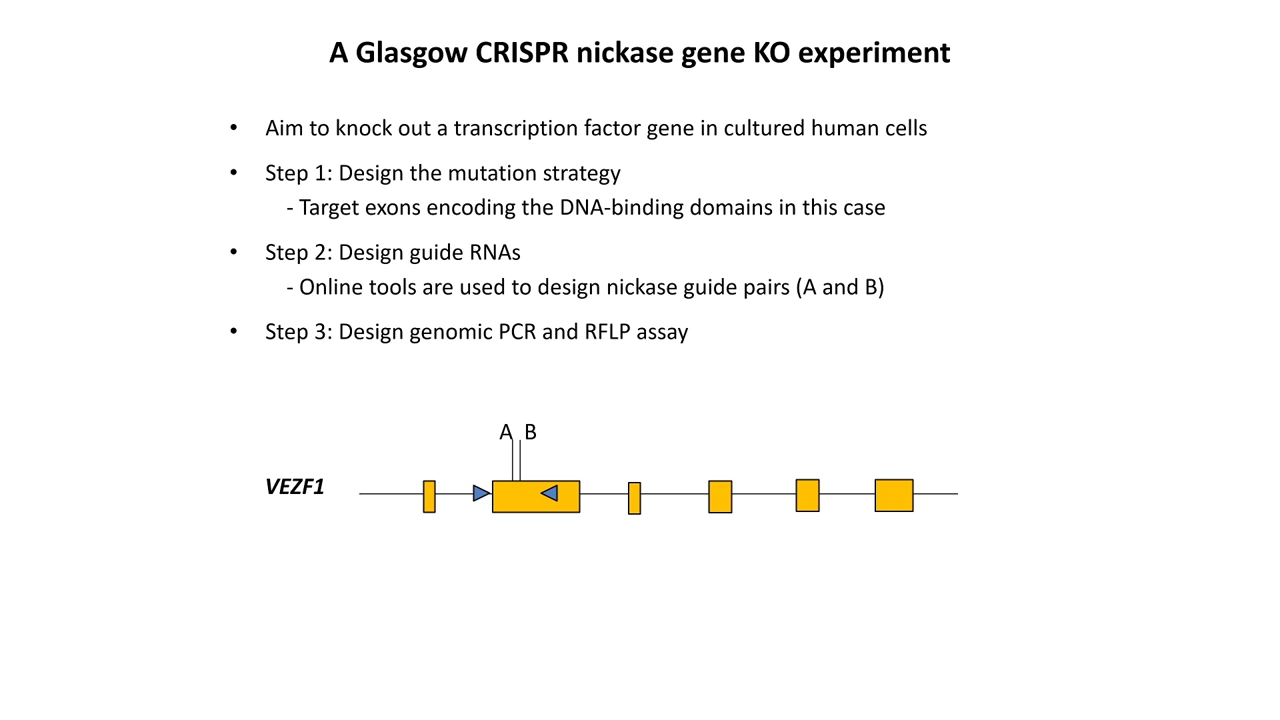 A Glasgow CRISPR nickase gene KO experiment
• Aim to knock out a transcription factor gene in cultured human cells
• Step 1: Design the mutation strategy
- Target exons encoding the DNA-binding domains in this case
• Step 2: Design guide RNAs
- Online tools are used to design nickase guide pairs (A and B)
• Step 3: Design genomic PCR and RFLP assay
A B
VEZF1